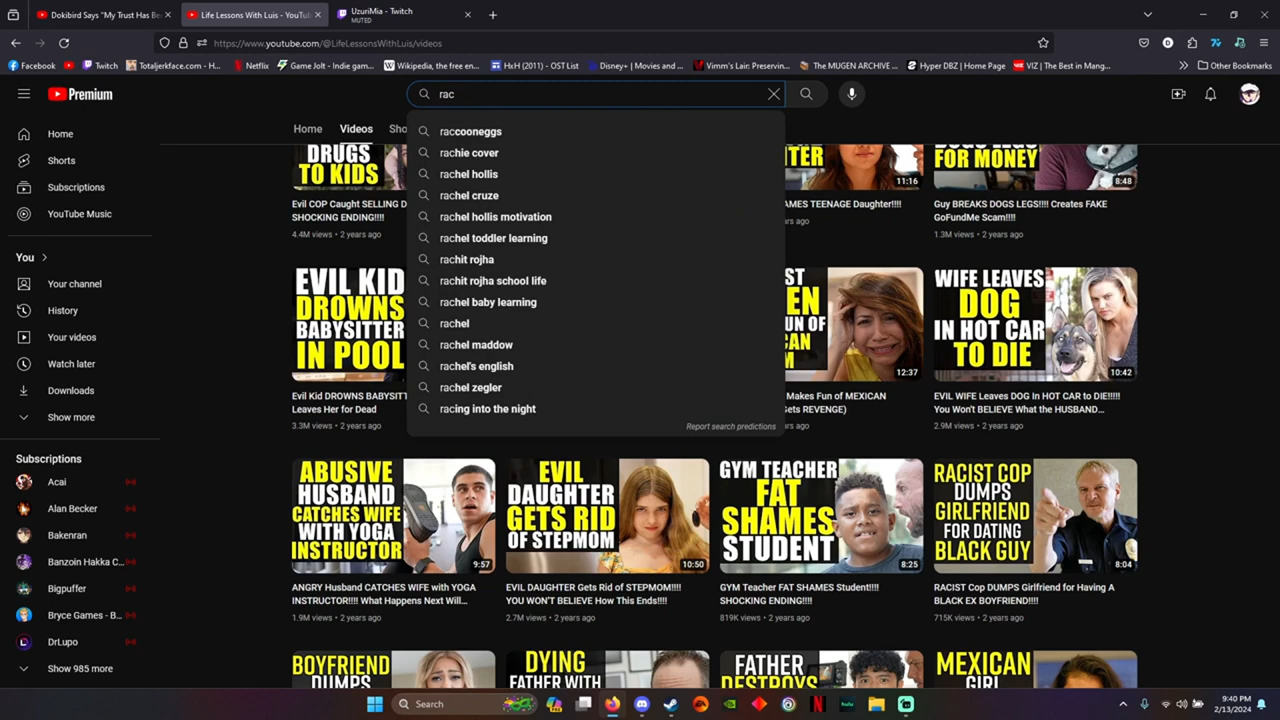 Dokibird Says "My Trust Has Be
Life Lessons With Luis - YouTu
UzuriMia - Twitch
MUTED
https://www.youtube.com/@LifeLessonsWithLuis/videos
Facebook
Twitch
Totaljerkface.com - H...
Netflix
Game Jolt - Indie gam...
Wikipedia, the free en...
HxH (2011) - OST List
Disney+ | Movies and ...
Vimm's Lair: Preservin...
The MUGEN ARCHIVE ...
Hyper DBZ | Home Page
VIZ | The Best in Mang...
Other Bookmarks
Premium
rac
Home
Shorts
Subscriptions
YouTube Music
You
Your channel
History
Your videos
Watch later
Downloads
Show more
Subscriptions
Acai
Alan Becker
Bakenran
Banzoin Hakka C...
Bigpuffer
Bryce Games - B...
DrLupo
Show 985 more
Home
Videos
Sho
raccooneggs
rachie cover
rachel hollis
rachel cruze
rachel hollis motivation
rachel toddler learning
rachit rojha
rachit rojha school life
rachel baby learning
rachel
rachel maddow
rachel's english
rachel zegler
racing into the night
Report search predictions
DRUGS
TO KIDS
Evil COP Caught SELLING D
SHOCKING ENDING!!!!
4.4M views • 2 years ago
11:16
AMES TEENAGE Daughter!!!!
FOR MONEY
8:48
Guy BREAKS DOGS LEGS!!!! Creates FAKE
GoFundMe Scam!!!!
1.3M views • 2 years ago
EVIL KID
DROWNS
BABYSITTER
IN POOL
Evil Kid DROWNS BABYSITT
Leaves Her for Dead
3.3M views • 2 years ago
ST
EN
UN OF
CAN
M
12:37
Makes Fun of MEXICAN
Gets REVENGE)
ars ago
WIFE LEAVES
DOG
IN HOT CAR
TO DIE
10:42
EVIL WIFE Leaves DOG In HOT CAR to DIE!!!!!
You Won't BELIEVE What the HUSBAND...
2.9M views • 2 years ago
ABUSIVE
HUSBAND
CATCHES WIFE
WITH YOGA
INSTRUCTOR
9:57
ANGRY Husband CATCHES WIFE with YOGA
INSTRUCTOR!!!! What Happens Next Will...
1.9M views • 2 years ago
EVIL
DAUGHTER
GETS RID
OF STEPMOM
10:50
EVIL DAUGHTER Gets Rid of STEPMOM!!!!
YOU WON'T BELIEVE How This Ends!!!!
2.7M views • 2 years ago
GYM TEACHER
FAT
SHAMES
STUDENT
8:25
GYM Teacher FAT SHAMES Student!!!!
SHOCKING ENDING!!!!
819K views • 2 years ago
RACIST COP
DUMPS
GIRLFRIEND
FOR DATING
BLACK GUY
8:04
RACIST Cop DUMPS Girlfriend for Having A
BLACK EX BOYFRIEND!!!!
715K views • 2 years ago
BOYFRIEND
DUMPS
DYING
FATHER WITH
FATHER
DESTROYS
MEXICAN
GIRL
Search
hulu
9:40 PM
2/13/2024